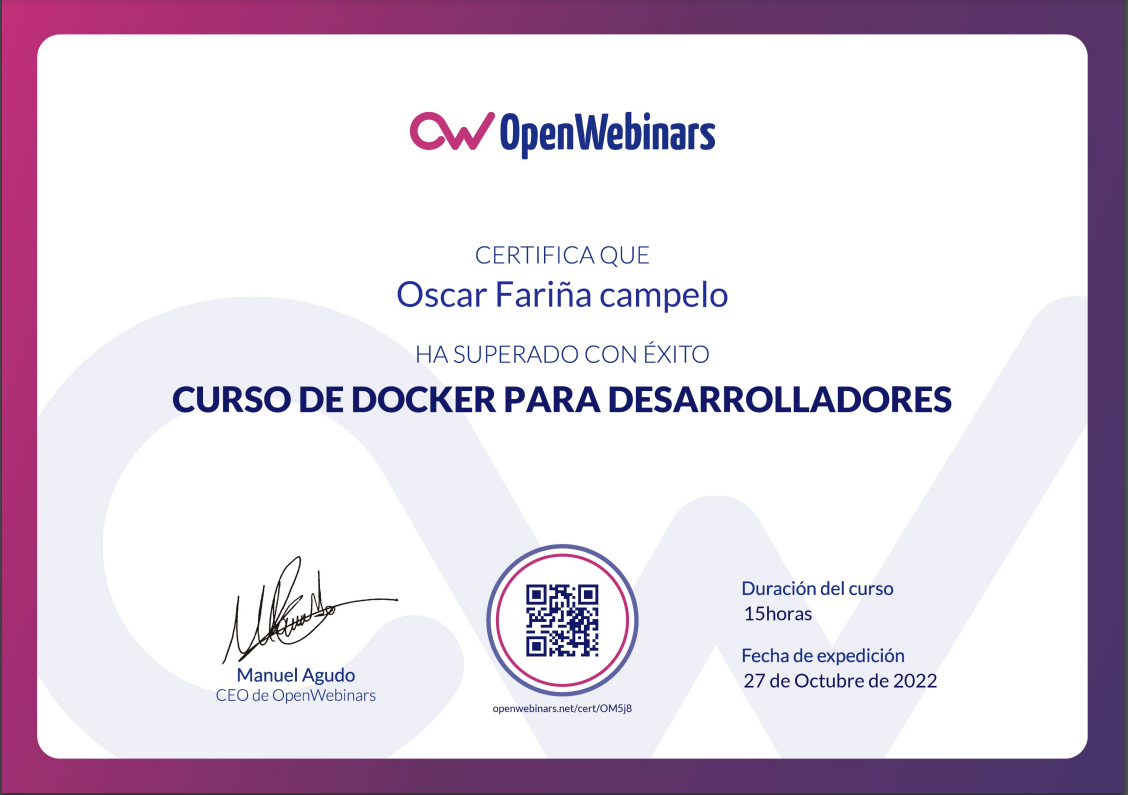 OpenWebinars
CERTIFICA QUE
Oscar Fariña campelo
HA SUPERADO CON ÉXITO
CURSO DE DOCKER PARA DESARROLLADORES
Manuel Agudo
CEO de OpenWebinars
openwebinars.net/cert/OM5j8
Duración del curso
15horas
Fecha de expedición
27 de Octubre de 2022